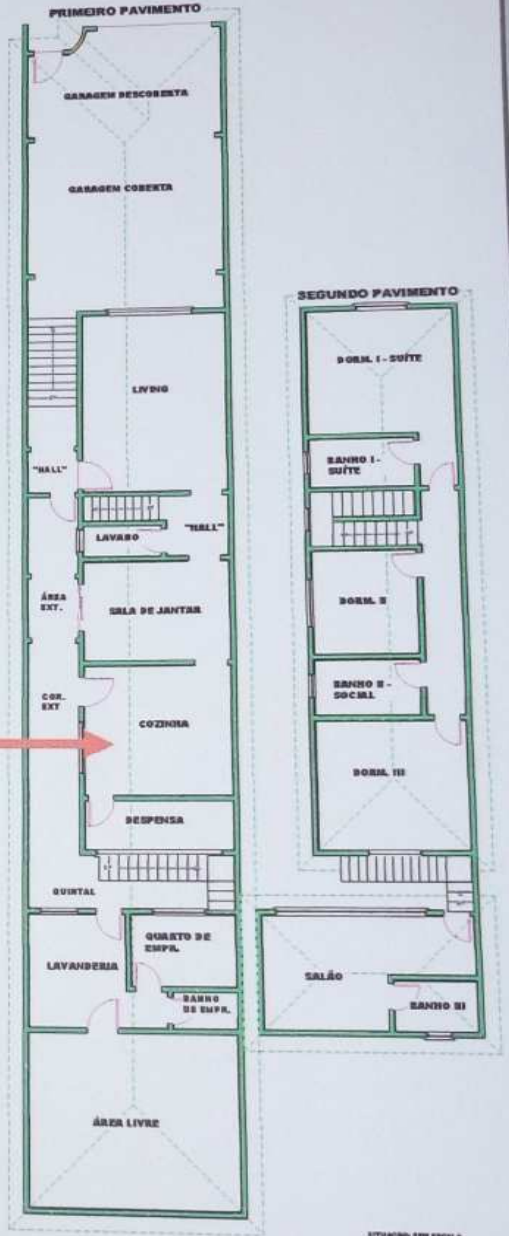 PRIMEIRO PAVIMENTO
GARAGEM DESCOBERTA
GARAGEM COBERTA
LIVING
"HALL"
"HALL"
LAVABO
ÁREA
EXT.
SALA DE JANTAR
COR.
EXT
COZINHA
DESPENSA
QUINTAL
LAVANDERIA
QUARTO DE
EMPR.
BANHO
DE EMPR.
ÁREA LIVRE
SEGUNDO PAVIMENTO
DORM. I - SUÍTE
BANHO I -
SUÍTE
DORM. II
BANHO II -
SOCIAL
DORM. III
SALÃO
BANHO III